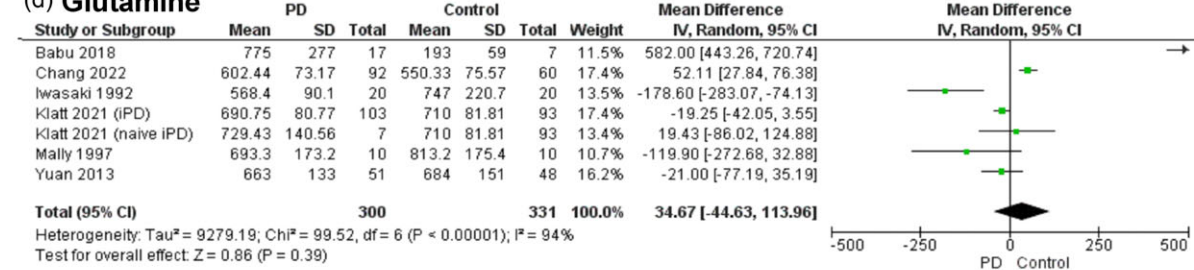 (d) Glutamine
PD Control Mean Difference Mean Difference
Study or Subgroup Mean SD Total Mean SD Total Weight IV, Random, 95% CI IV, Random, 95% CI
Babu 2018 775 277 17 193 59 7 11.5% 582.00 [443.26, 720.74]
Chang 2022 602.44 73.17 92 550.33 75.57 60 17.4% 52.11 [27.84, 76.38]
Iwasaki 1992 568.4 90.1 20 747 220.7 20 13.5% -178.60 [-283.07, -74.13]
Klatt 2021 (iPD) 690.75 80.77 103 710 81.81 93 17.4% -19.25 [-42.05, 3.55]
Klatt 2021 (naive iPD) 729.43 140.56 7 710 81.81 93 13.4% 19.43 [-86.02, 124.88]
Mally 1997 693.3 173.2 10 813.2 175.4 10 10.7% -119.90 [-272.68, 32.88]
Yuan 2013 663 133 51 684 151 48 16.2% -21.00 [-77.19, 35.19]
Total (95% CI) 300 331 100.0% 34.67 [-44.63, 113.96]
Heterogeneity: Tau² = 9279.19; Chi² = 99.52, df = 6 (P < 0.00001); I² = 94%
Test for overall effect: Z = 0.86 (P = 0.39)
-500 -250 0 250 500
PD Control